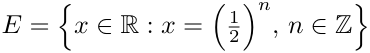 E = {x ∈ ℝ : x = (1/2)^n, n ∈ ℤ}